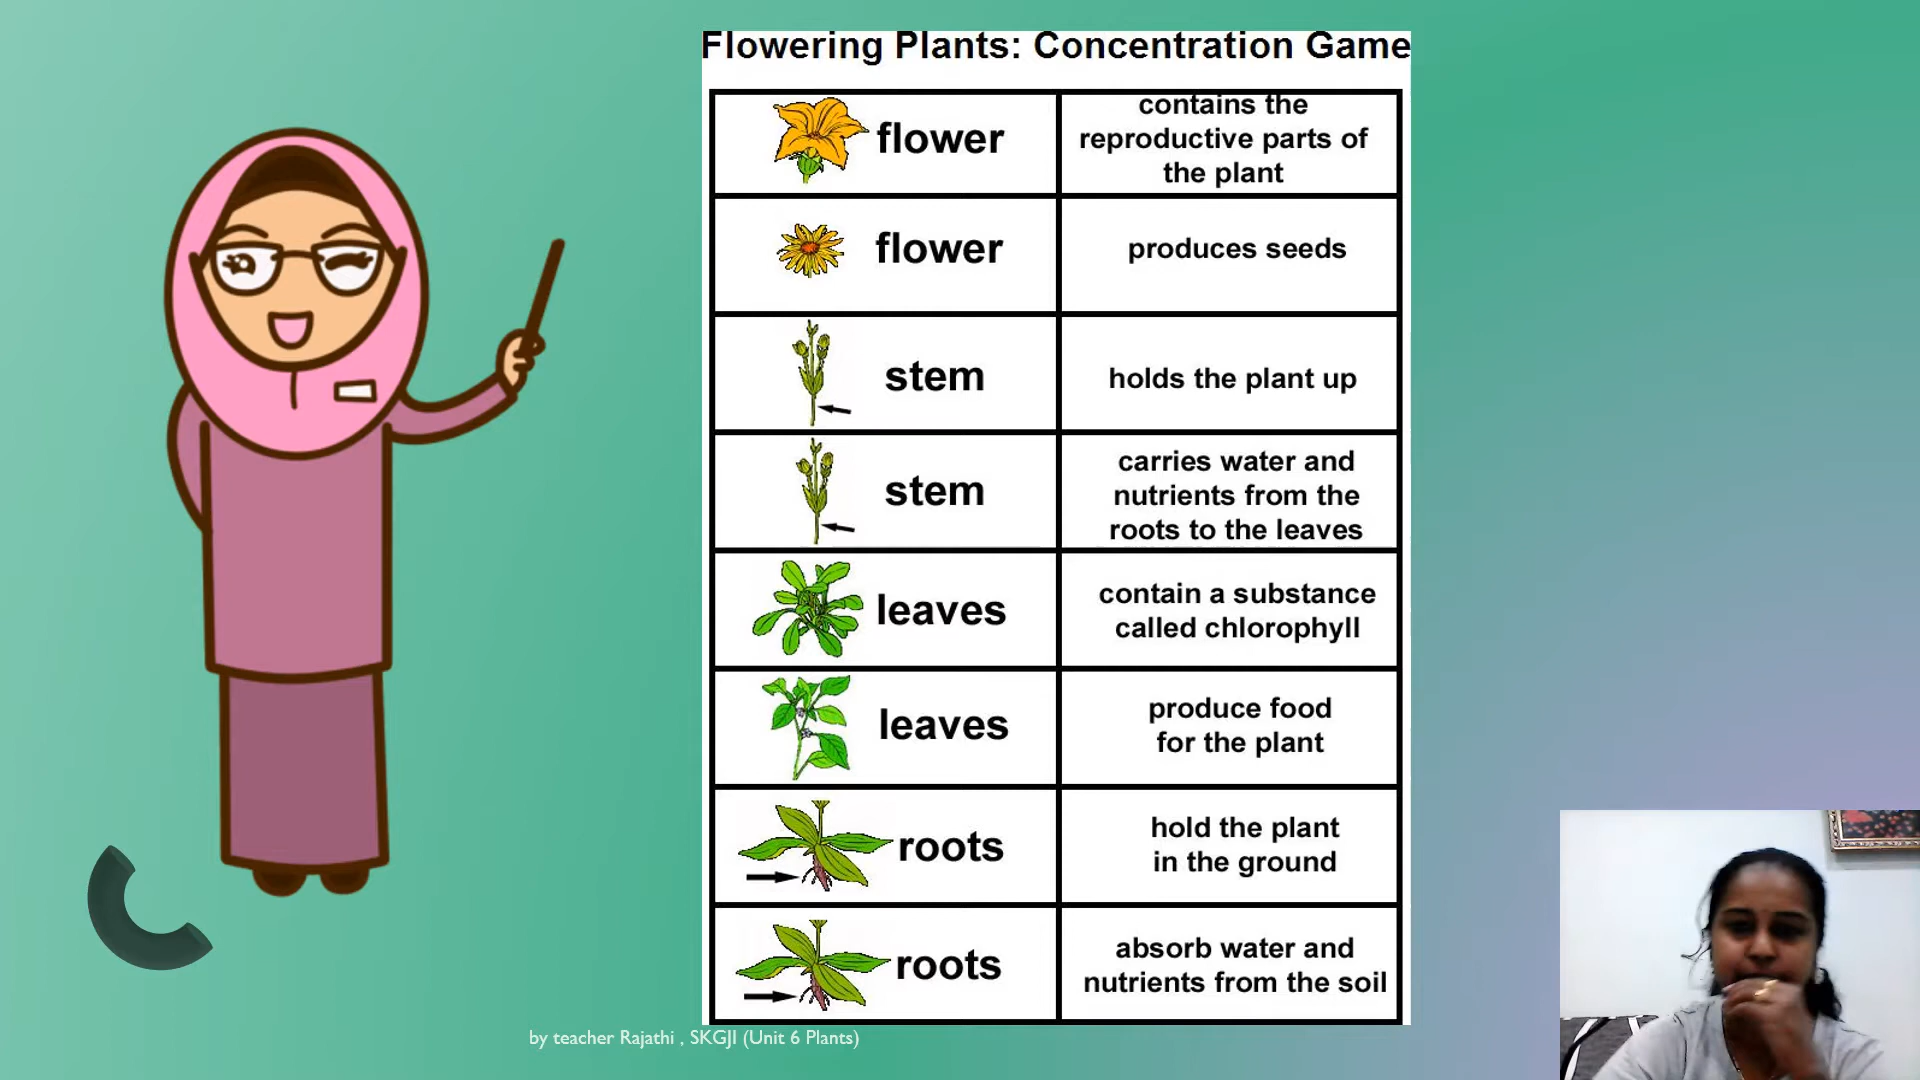 Flowering Plants: Concentration Game
flower
contains the
reproductive parts of
the plant
flower
produces seeds
stem
holds the plant up
stem
carries water and
nutrients from the
roots to the leaves
leaves
contain a substance
called chlorophyll
leaves
produce food
for the plant
roots
hold the plant
in the ground
roots
absorb water and
nutrients from the soil
by teacher Rajathi , SKGJI (Unit 6 Plants)